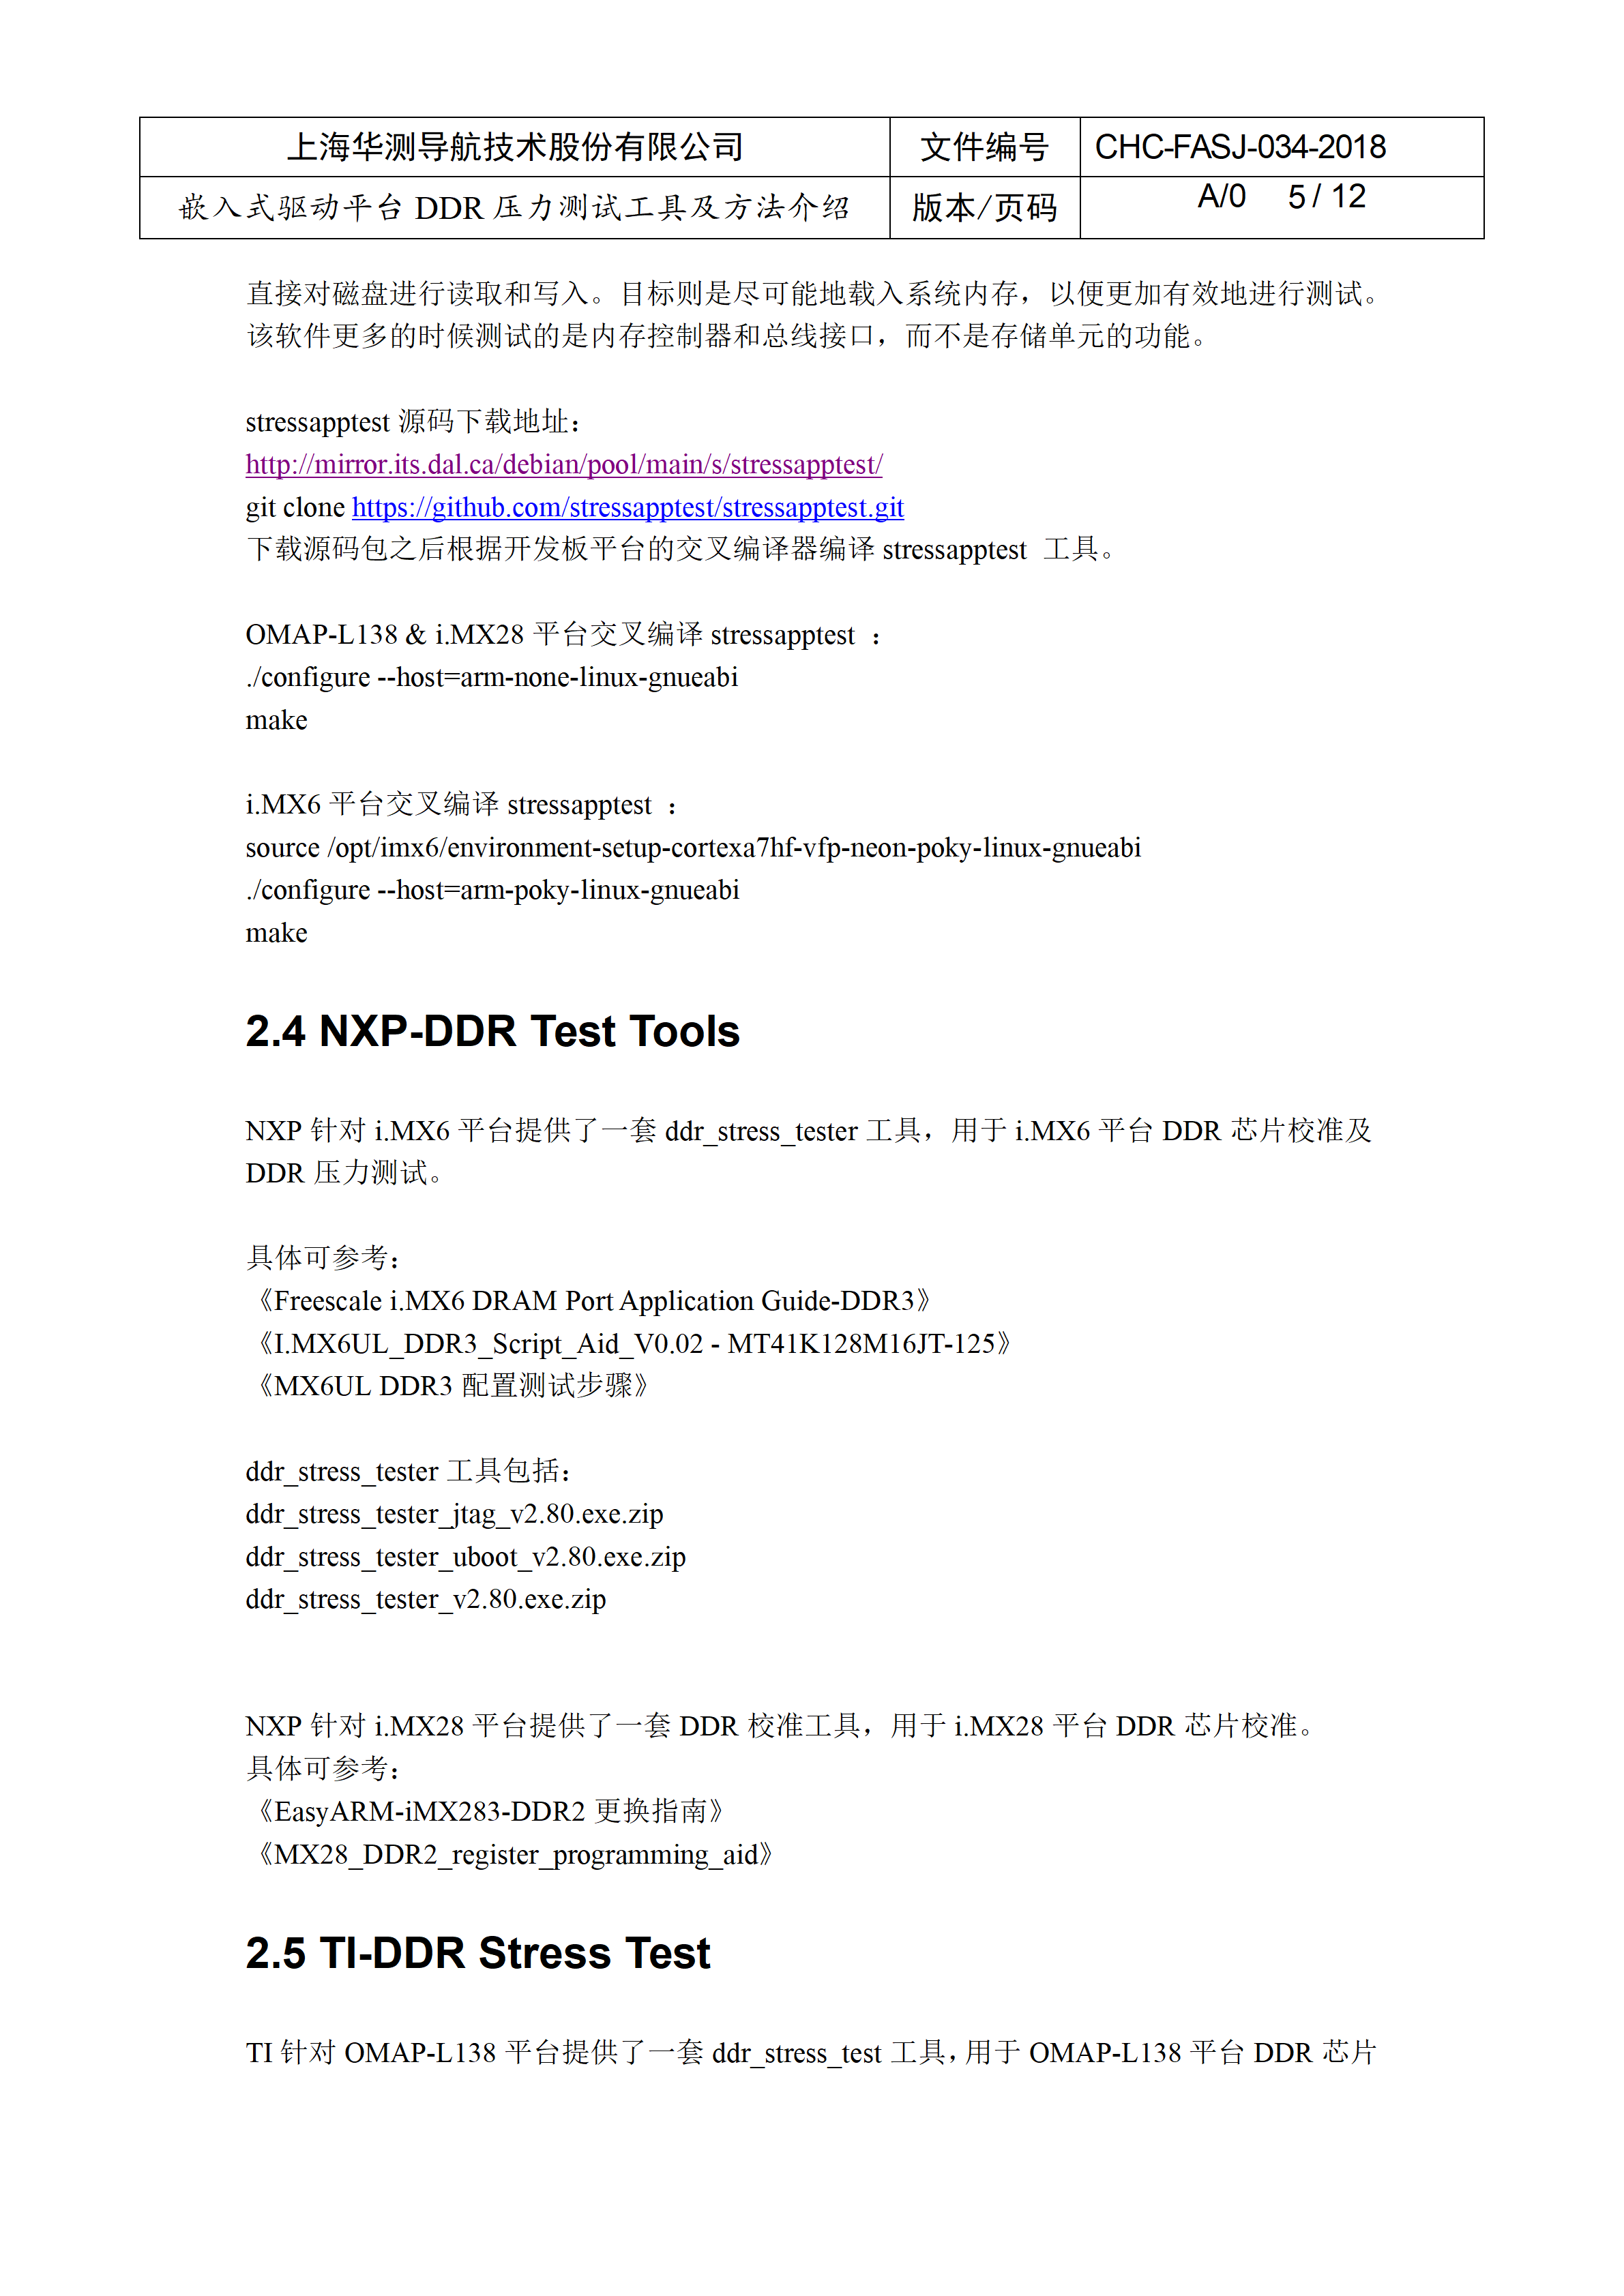 上海华测导航技术股份有限公司 文件编号 CHC-FASJ-034-2018
嵌入式驱动平台 DDR 压力测试工具及方法介绍 版本/页码 A/0 5 / 12
直接对磁盘进行读取和写入。目标则是尽可能地载入系统内存，以便更加有效地进行测试。
该软件更多的时候测试的是内存控制器和总线接口，而不是存储单元的功能。
stressapptest 源码下载地址：
http://mirror.its.dal.ca/debian/pool/main/s/stressapptest/
git clone https://github.com/stressapptest/stressapptest.git
下载源码包之后根据开发板平台的交叉编译器编译 stressapptest 工具。
OMAP-L138 & i.MX28 平台交叉编译 stressapptest ：
./configure --host=arm-none-linux-gnueabi
make
i.MX6 平台交叉编译 stressapptest ：
source /opt/imx6/environment-setup-cortexa7hf-vfp-neon-poky-linux-gnueabi
./configure --host=arm-poky-linux-gnueabi
make
2.4 NXP-DDR Test Tools
NXP 针对 i.MX6 平台提供了一套 ddr_stress_tester 工具，用于 i.MX6 平台 DDR 芯片校准及
DDR 压力测试。
具体可参考：
《Freescale i.MX6 DRAM Port Application Guide-DDR3》
《I.MX6UL_DDR3_Script_Aid_V0.02 - MT41K128M16JT-125》
《MX6UL DDR3 配置测试步骤》
ddr_stress_tester 工具包括：
ddr_stress_tester_jtag_v2.80.exe.zip
ddr_stress_tester_uboot_v2.80.exe.zip
ddr_stress_tester_v2.80.exe.zip
NXP 针对 i.MX28 平台提供了一套 DDR 校准工具，用于 i.MX28 平台 DDR 芯片校准。
具体可参考：
《EasyARM-iMX283-DDR2 更换指南》
《MX28_DDR2_register_programming_aid》
2.5 TI-DDR Stress Test
TI 针对 OMAP-L138 平台提供了一套 ddr_stress_test 工具，用于 OMAP-L138 平台 DDR 芯片